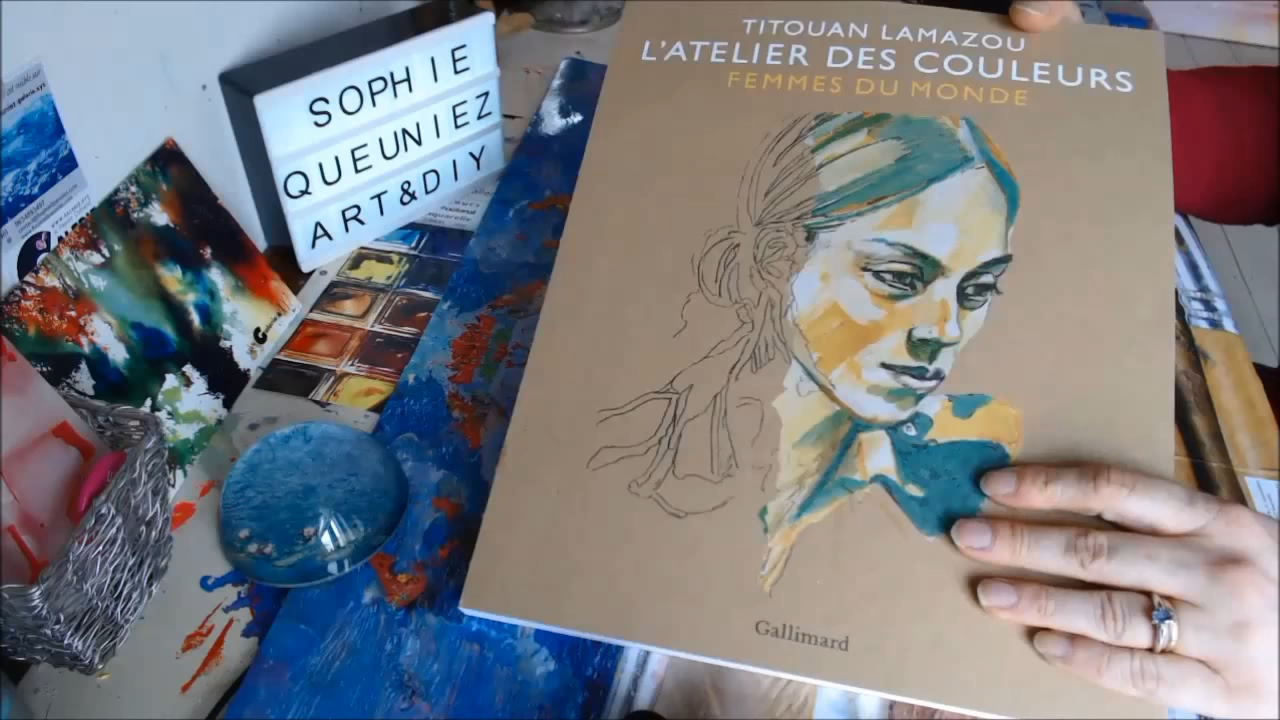 SOPHIE
QUEUNIEZ
ART&DIY
TITOUAN LAMAZOU
L'ATELIER DES COULEURS
FEMMES DU MONDE
Gallimard